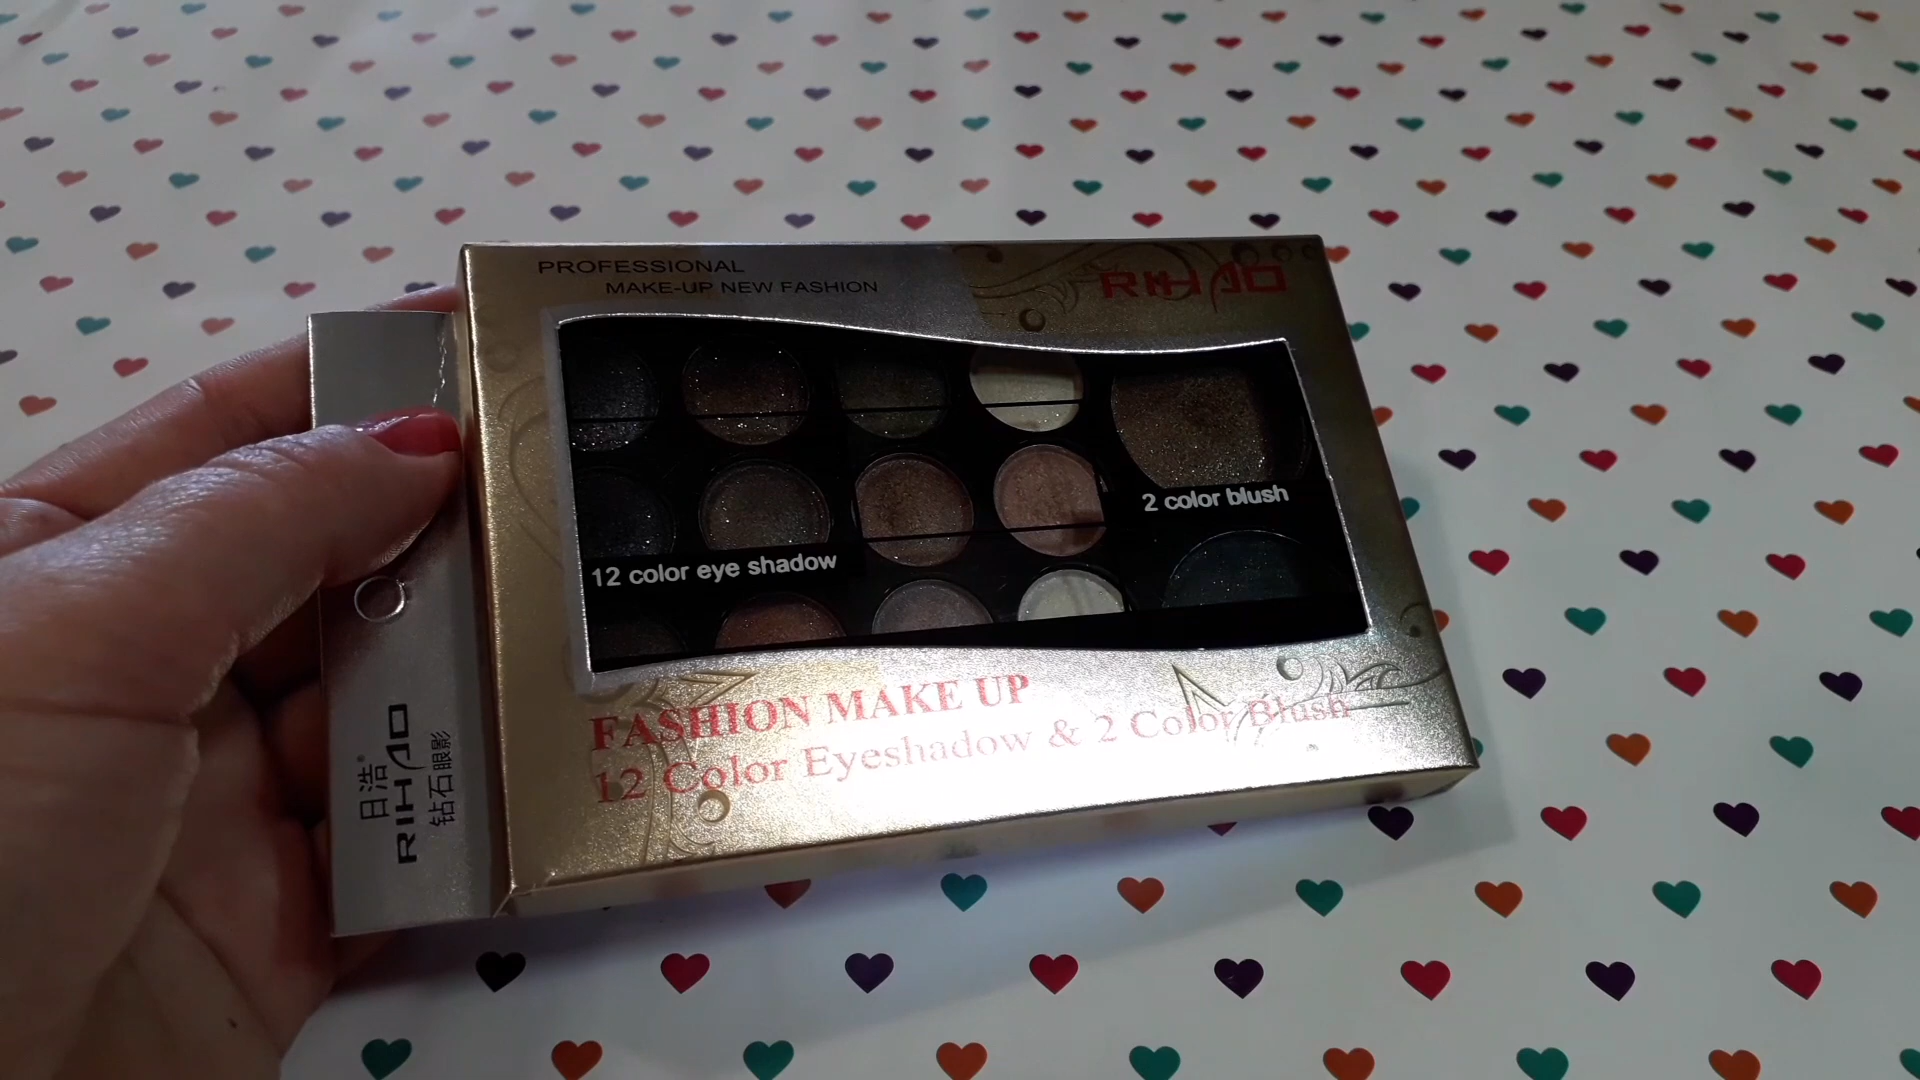 PROFESSIONAL
MAKE-UP NEW FASHION
RIHAO
2 color blush
12 color eye shadow
FASHION MAKE UP
12 Color Eyeshadow & 2 Color Blush
日浩®
RIHAO
钻石眼影